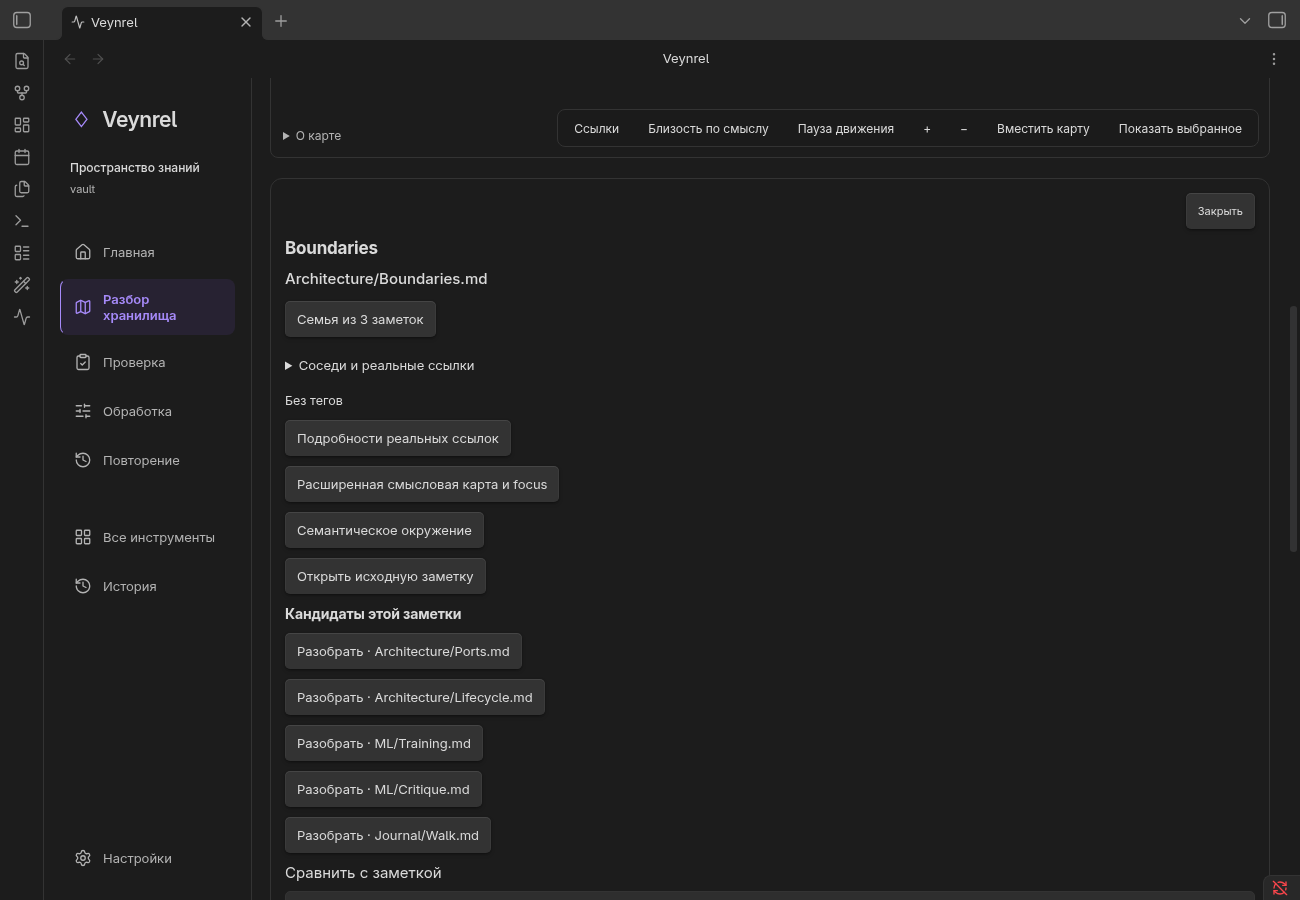 Veynrel
Veynrel
Veynrel
Пространство знаний
vault
Главная
Разбор
хранилища
Проверка
Обработка
Повторение
Все инструменты
История
Настройки
О карте
Ссылки
Близость по смыслу
Пауза движения
+
−
Вместить карту
Показать выбранное
Закрыть
Boundaries
Architecture/Boundaries.md
Семья из 3 заметок
Соседи и реальные ссылки
Без тегов
Подробности реальных ссылок
Расширенная смысловая карта и focus
Семантическое окружение
Открыть исходную заметку
Кандидаты этой заметки
Разобрать · Architecture/Ports.md
Разобрать · Architecture/Lifecycle.md
Разобрать · ML/Training.md
Разобрать · ML/Critique.md
Разобрать · Journal/Walk.md
Сравнить с заметкой